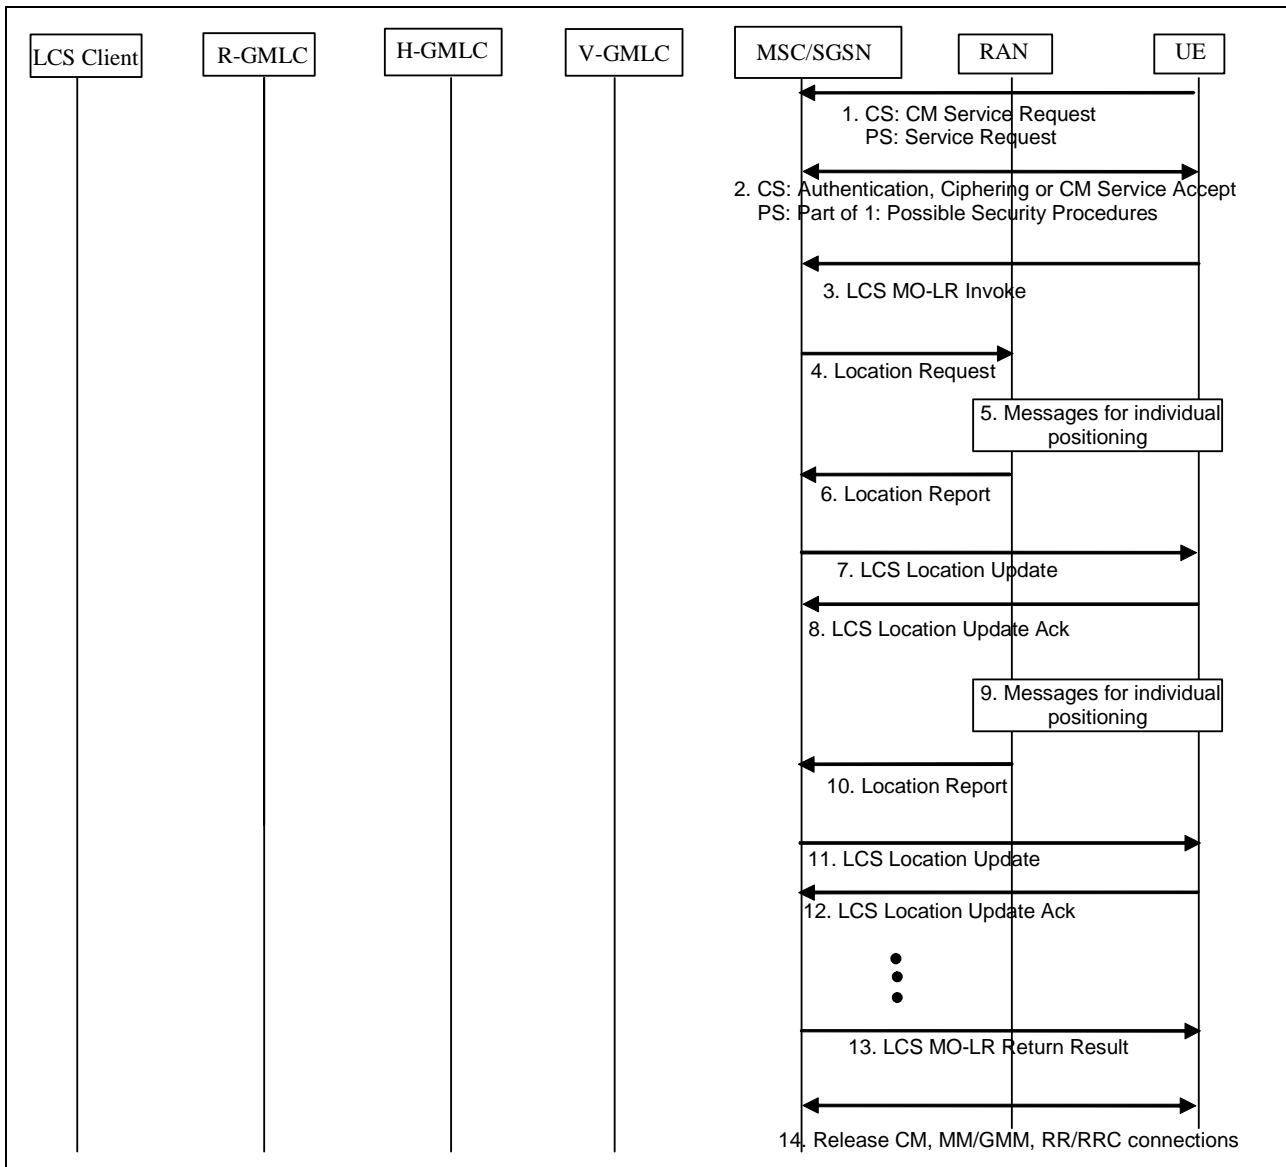 LCS Client
R-GMLC
H-GMLC
V-GMLC
MSC/SGSN
RAN
UE
1. CS: CM Service Request
PS: Service Request
2. CS: Authentication, Ciphering or CM Service Accept
PS: Part of 1: Possible Security Procedures
3. LCS MO-LR Invoke
4. Location Request
5. Messages for individual
positioning
6. Location Report
7. LCS Location Update
8. LCS Location Update Ack
9. Messages for individual
positioning
10. Location Report
11. LCS Location Update
12. LCS Location Update Ack
13. LCS MO-LR Return Result
14. Release CM, MM/GMM, RR/RRC connections